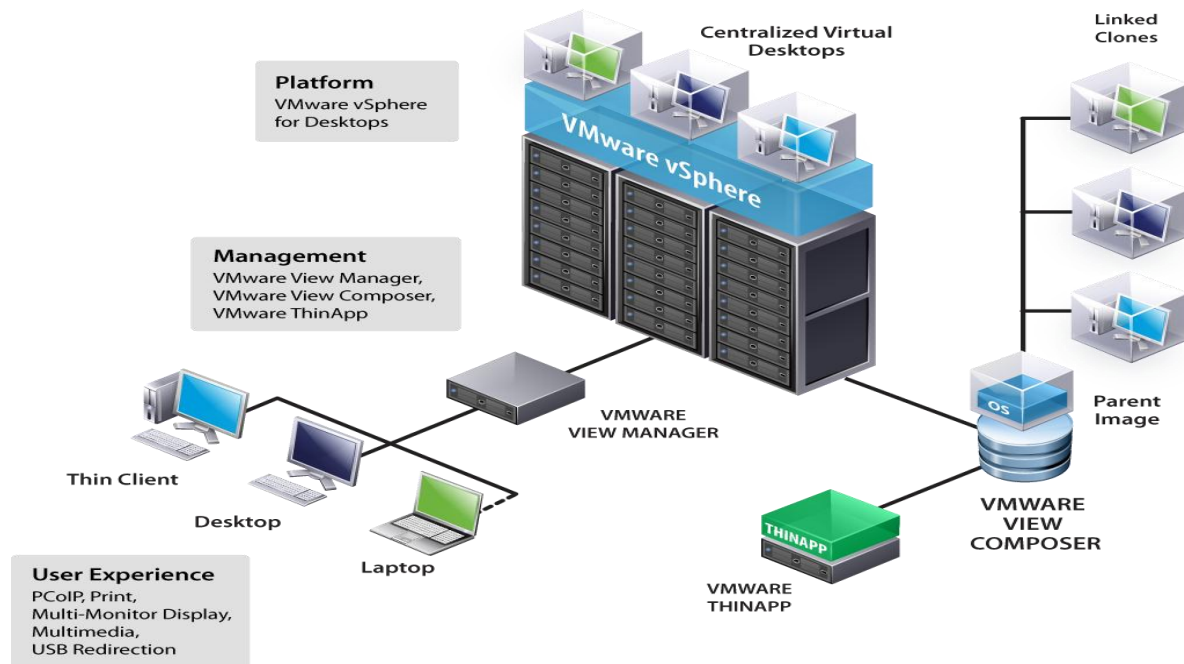 Centralized Virtual
Desktops
Linked
Clones
Platform
VMware vSphere
for Desktops
VMware vSphere
Management
VMware View Manager,
VMware View Composer,
VMware ThinApp
VMWARE
VIEW MANAGER
OS
Parent
Image
Thin Client
Desktop
Laptop
THINAPP
VMWARE
THINAPP
VMWARE
VIEW
COMPOSER
User Experience
PCoIP, Print,
Multi-Monitor Display,
Multimedia,
USB Redirection